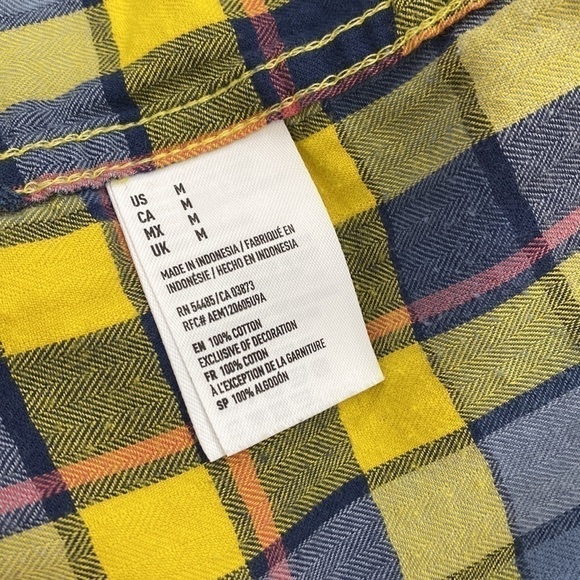 US M
CA M
MX M
UK M
MADE IN INDONESIA / FABRIQUÉ EN
INDONÉSIE / HECHO EN INDONESIA
RN 54485 / CA 03873
RFC# AEM120605U9A
EN 100% COTTON
EXCLUSIVE OF DECORATION
FR 100% COTON
À L'EXCEPTION DE LA GARNITURE
SP 100% ALGODÓN